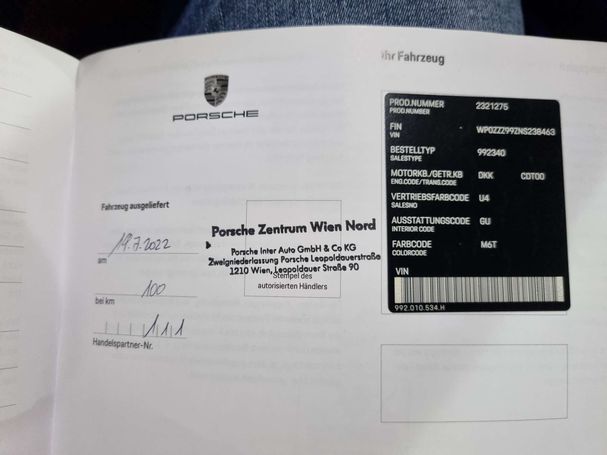 PORSCHE
Fahrzeug ausgeliefert
19.7.2022
am
100
bei km
111
Handelspartner-Nr.
Porsche Zentrum Wien Nord
Porsche Inter Auto GmbH & Co KG
Zweigniederlassung Porsche Leopoldauerstraße
1210 Wien, Leopoldauer Straße 90
Stempel des
autorisierten Händlers
Ihr Fahrzeug
PROD.NUMMER 2321275
PROD.NUMBER
FIN WP0ZZZ99ZNS238463
VIN
BESTELLTYP 992340
SALESTYPE
MOTORKB./GETR.KB DKK CDT00
ENG.CODE/TRANS.CODE
VERTRIEBSFARBCODE U4
SALESNO
AUSSTATTUNGSCODE GU
INTERIOR CODE
FARBCODE M6T
COLORCODE
VIN
992.010.534.H